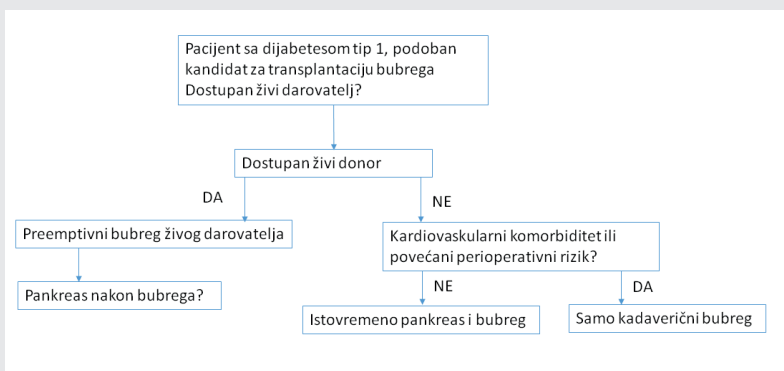 Pacijent sa dijabetesom tip 1, podoban
kandidat za transplantaciju bubrega
Dostupan živi darovatelj?
Dostupan živi donor
DA
NE
Preemptivni bubreg živog darovatelja
Kardiovaskularni komorbiditet ili
povećani perioperativni rizik?
Pankreas nakon bubrega?
NE
DA
Istovremeno pankreas i bubreg
Samo kadaverični bubreg